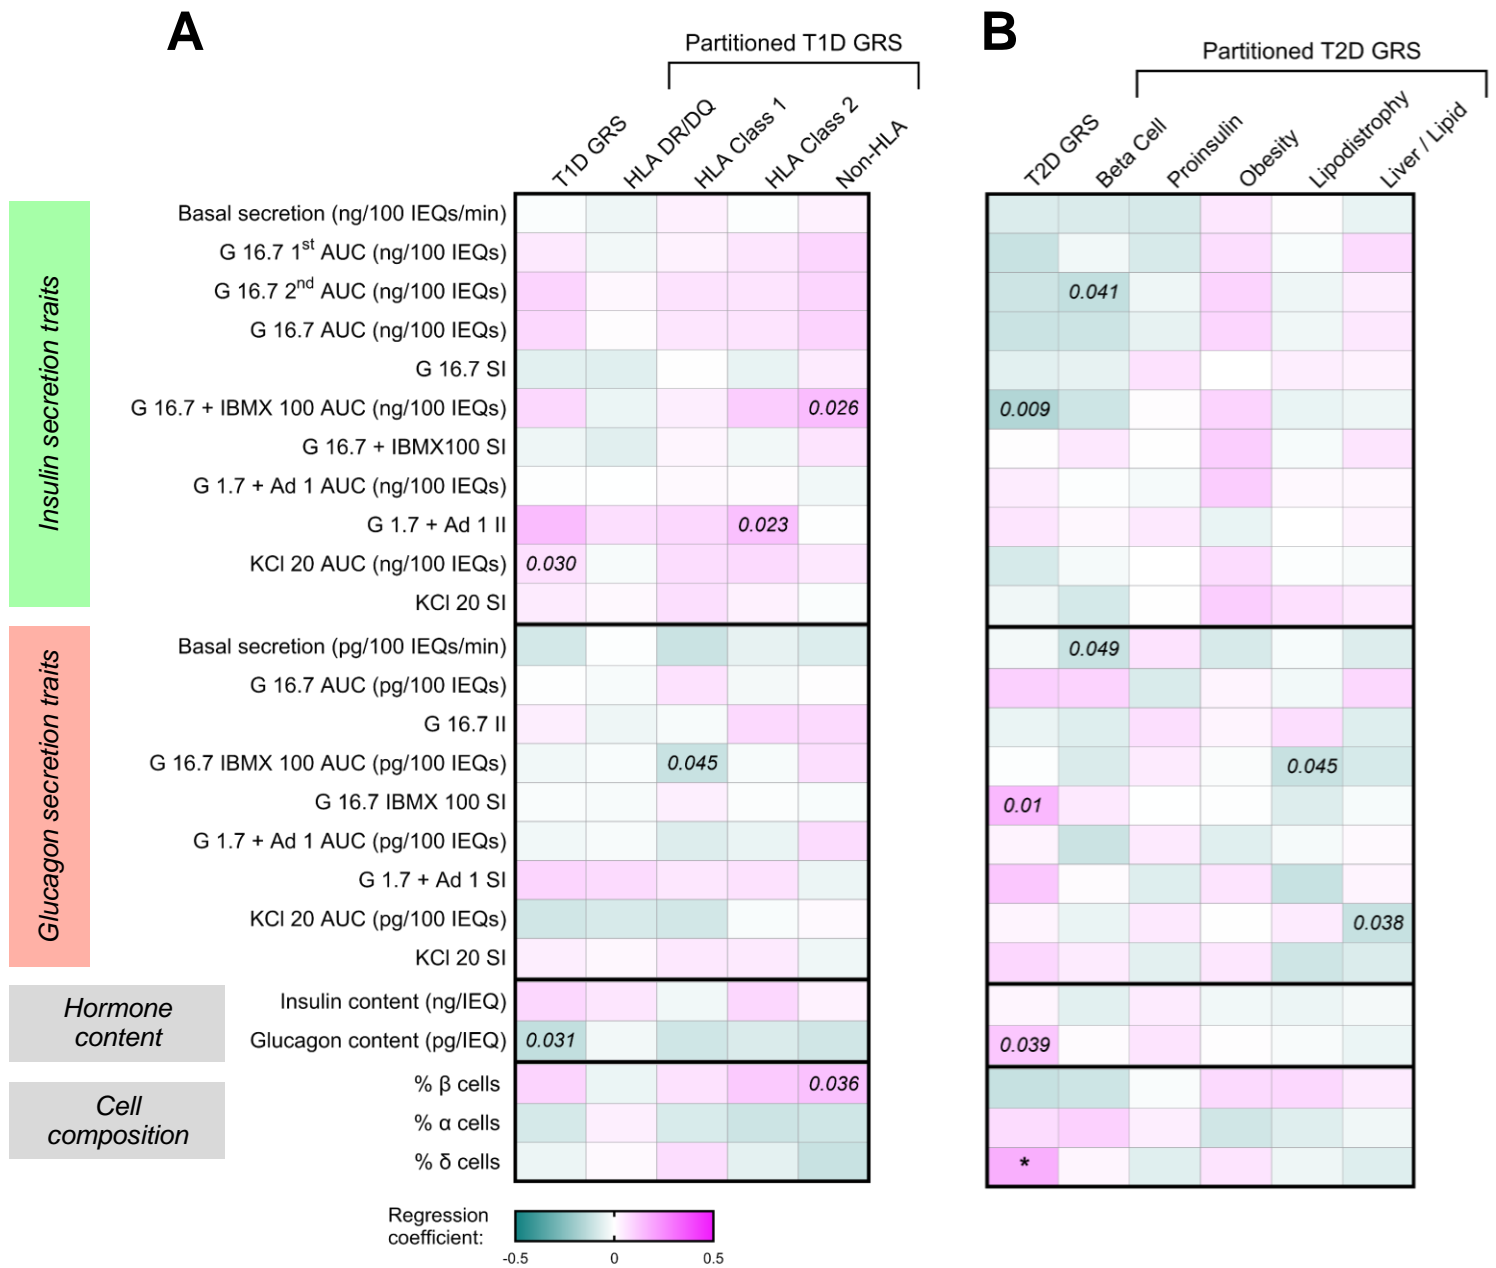 A
B
Partitioned T1D GRS
Partitioned T2D GRS
T1D GRS
HLA DR/DQ
HLA Class 1
HLA Class 2
Non-HLA
T2D GRS
Beta Cell
Proinsulin
Obesity
Lipodistrophy
Liver / Lipid
Insulin secretion traits
Basal secretion (ng/100 IEQs/min)
G 16.7 1st AUC (ng/100 IEQs)
G 16.7 2nd AUC (ng/100 IEQs) 0.041
G 16.7 AUC (ng/100 IEQs)
G 16.7 SI
G 16.7 + IBMX 100 AUC (ng/100 IEQs) 0.026 0.009
G 16.7 + IBMX100 SI
G 1.7 + Ad 1 AUC (ng/100 IEQs)
G 1.7 + Ad 1 II 0.023
KCl 20 AUC (ng/100 IEQs) 0.030
KCl 20 SI
Glucagon secretion traits
Basal secretion (pg/100 IEQs/min) 0.049
G 16.7 AUC (pg/100 IEQs)
G 16.7 II
G 16.7 IBMX 100 AUC (pg/100 IEQs) 0.045 0.045
G 16.7 IBMX 100 SI 0.01
G 1.7 + Ad 1 AUC (pg/100 IEQs)
G 1.7 + Ad 1 SI
KCl 20 AUC (pg/100 IEQs) 0.038
KCl 20 SI
Hormone
content
Insulin content (ng/IEQ)
Glucagon content (pg/IEQ) 0.031 0.039
Cell
composition
% β cells 0.036
% α cells
% δ cells *
Regression
coefficient:
-0.5 0 0.5